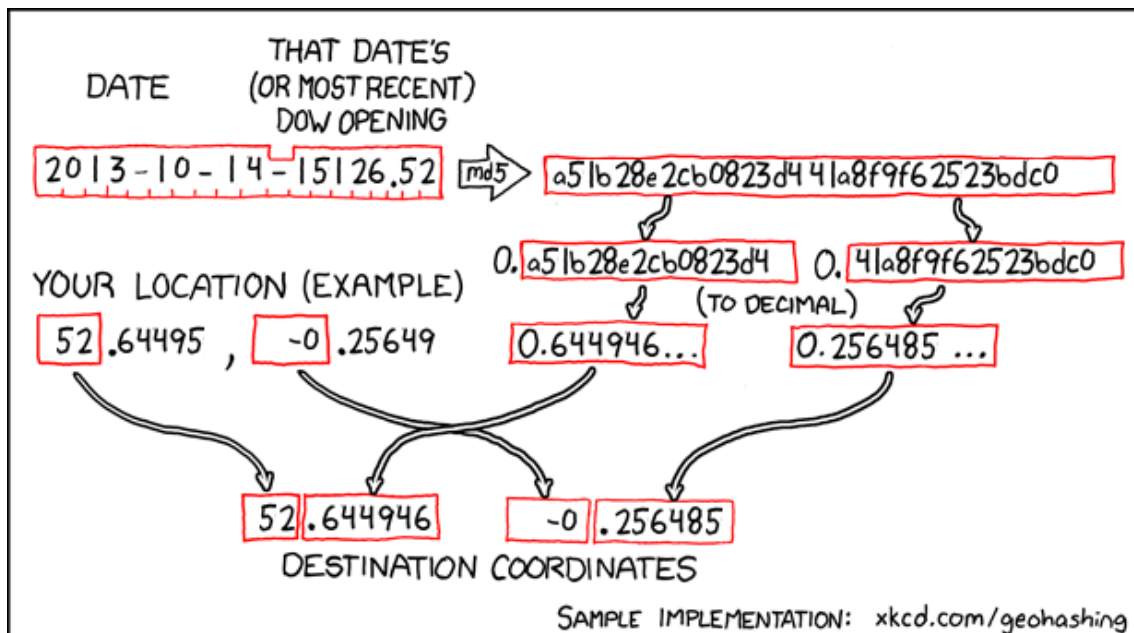 DATE
THAT DATE'S
(OR MOST RECENT)
DOW OPENING
2013-10-14-15126.52
md5
a51b28e2cb0823d441a8f9f62523bdc0
0.a51b28e2cb0823d4
0.41a8f9f62523bdc0
(TO DECIMAL)
YOUR LOCATION (EXAMPLE)
52.64495, -0.25649
0.644946...
0.256485...
52.644946
-0.256485
DESTINATION COORDINATES
SAMPLE IMPLEMENTATION: xkcd.com/geohashing